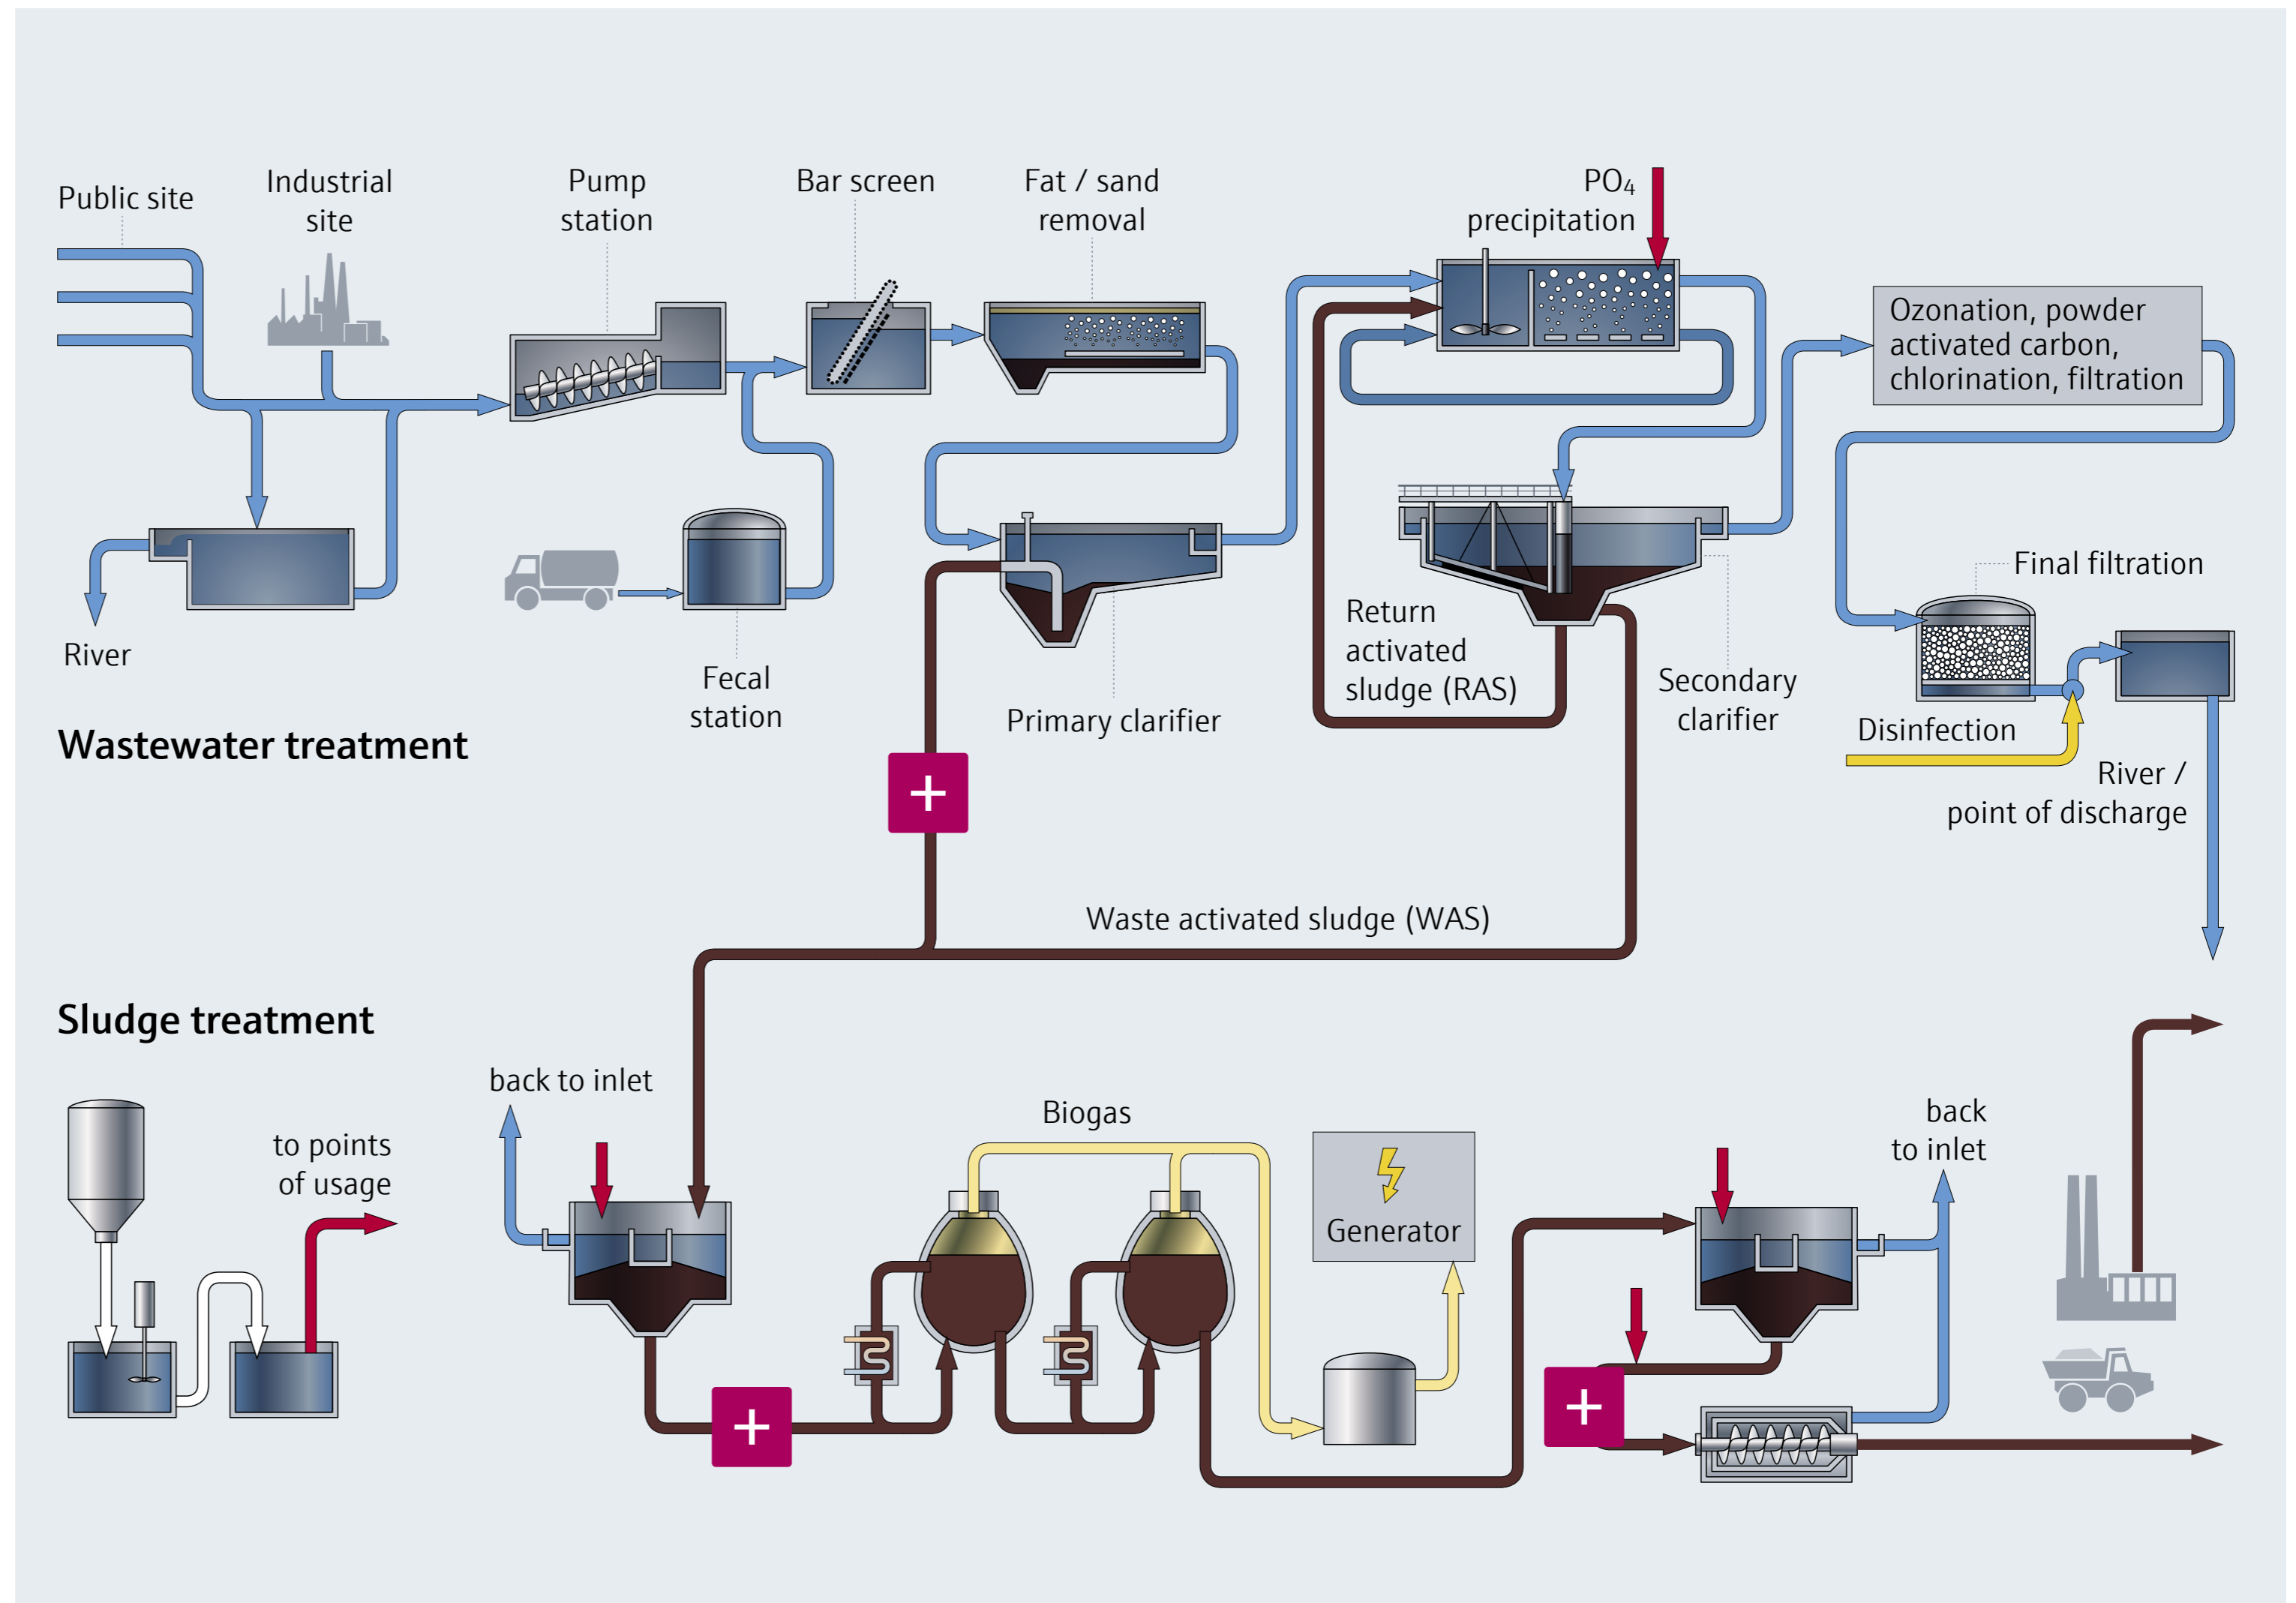 Public site
Industrial
site
Pump
station
Bar screen
Fat / sand
removal
PO₄
precipitation
Ozonation, powder
activated carbon,
chlorination, filtration
River
Fecal
station
Primary clarifier
Return
activated
sludge (RAS)
Secondary
clarifier
Final filtration
Disinfection
River /
point of discharge
Wastewater treatment
+
Waste activated sludge (WAS)
Sludge treatment
to points
of usage
back to inlet
Biogas
Generator
back
to inlet
+
+